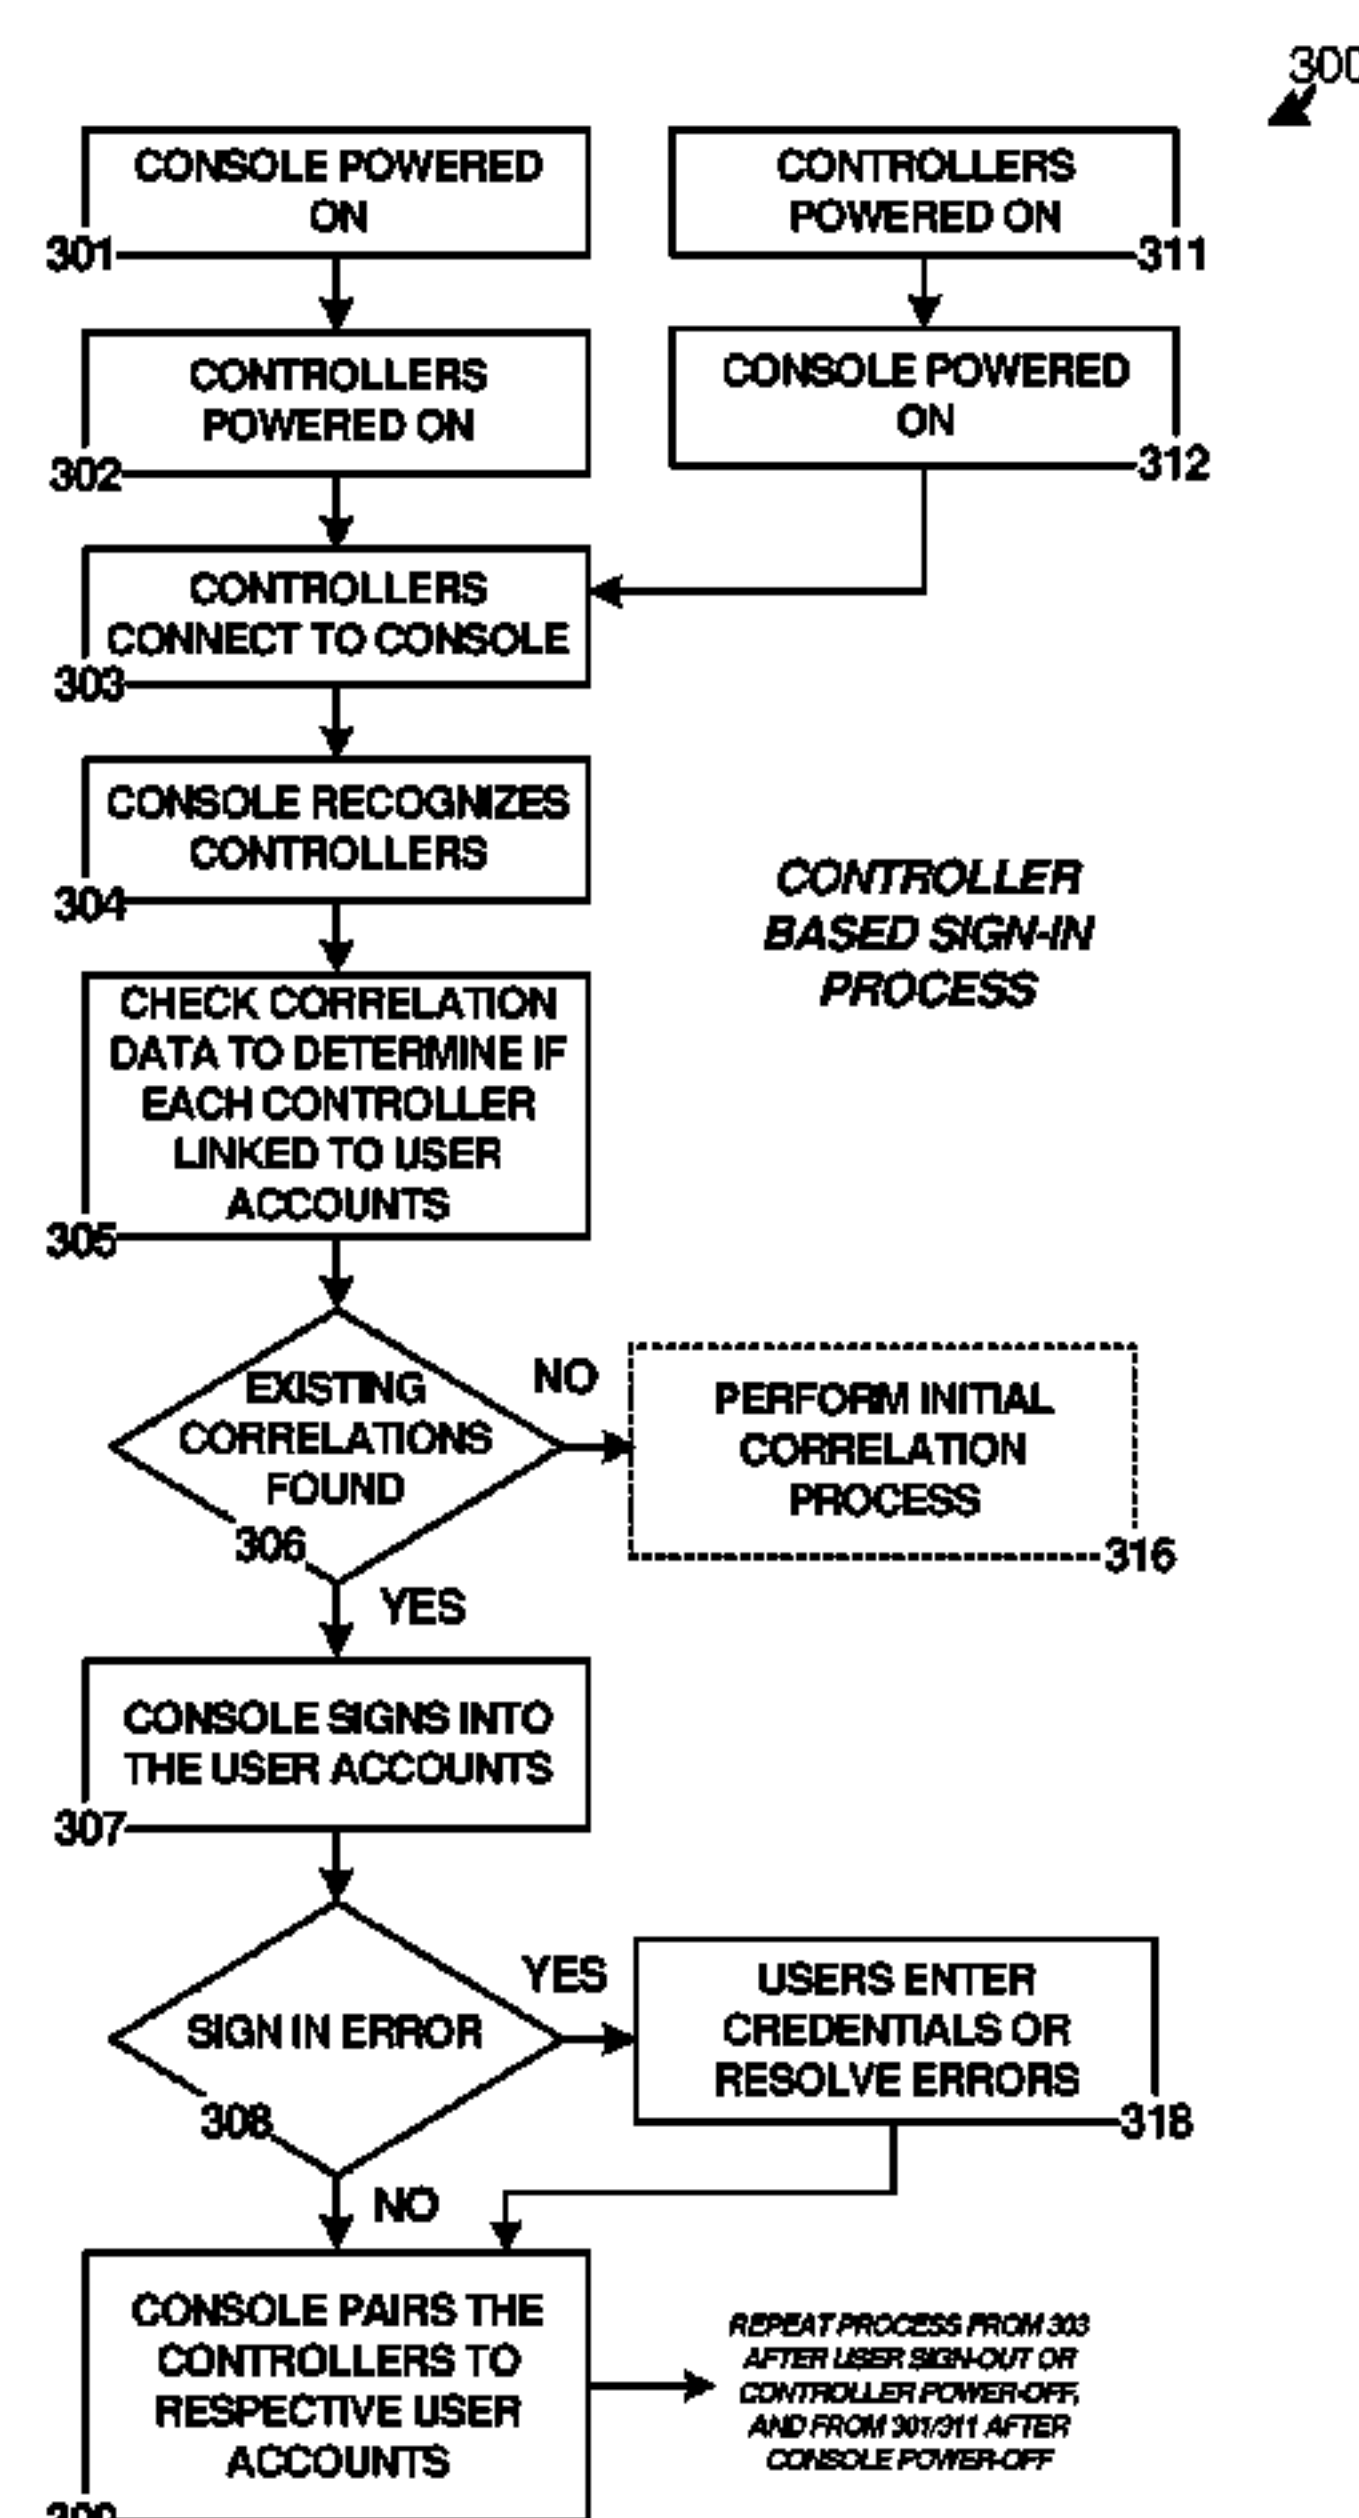 300
CONSOLE POWERED
ON
301
CONTROLLERS
POWERED ON
311
CONTROLLERS
POWERED ON
302
CONSOLE POWERED
ON
312
CONTROLLERS
CONNECT TO CONSOLE
303
CONSOLE RECOGNIZES
CONTROLLERS
304
CONTROLLER
BASED SIGN-IN
PROCESS
CHECK CORRELATION
DATA TO DETERMINE IF
EACH CONTROLLER
LINKED TO USER
ACCOUNTS
305
EXISTING
CORRELATIONS
FOUND
306
NO
PERFORM INITIAL
CORRELATION
PROCESS
316
YES
CONSOLE SIGNS INTO
THE USER ACCOUNTS
307
SIGN IN ERROR
308
YES
USERS ENTER
CREDENTIALS OR
RESOLVE ERRORS
318
NO
CONSOLE PAIRS THE
CONTROLLERS TO
RESPECTIVE USER
ACCOUNTS
REPEAT PROCESS FROM 303
AFTER USER SIGN-OUT OR
CONTROLLER POWER-OFF,
AND FROM 301/311 AFTER
CONSOLE POWER-OFF